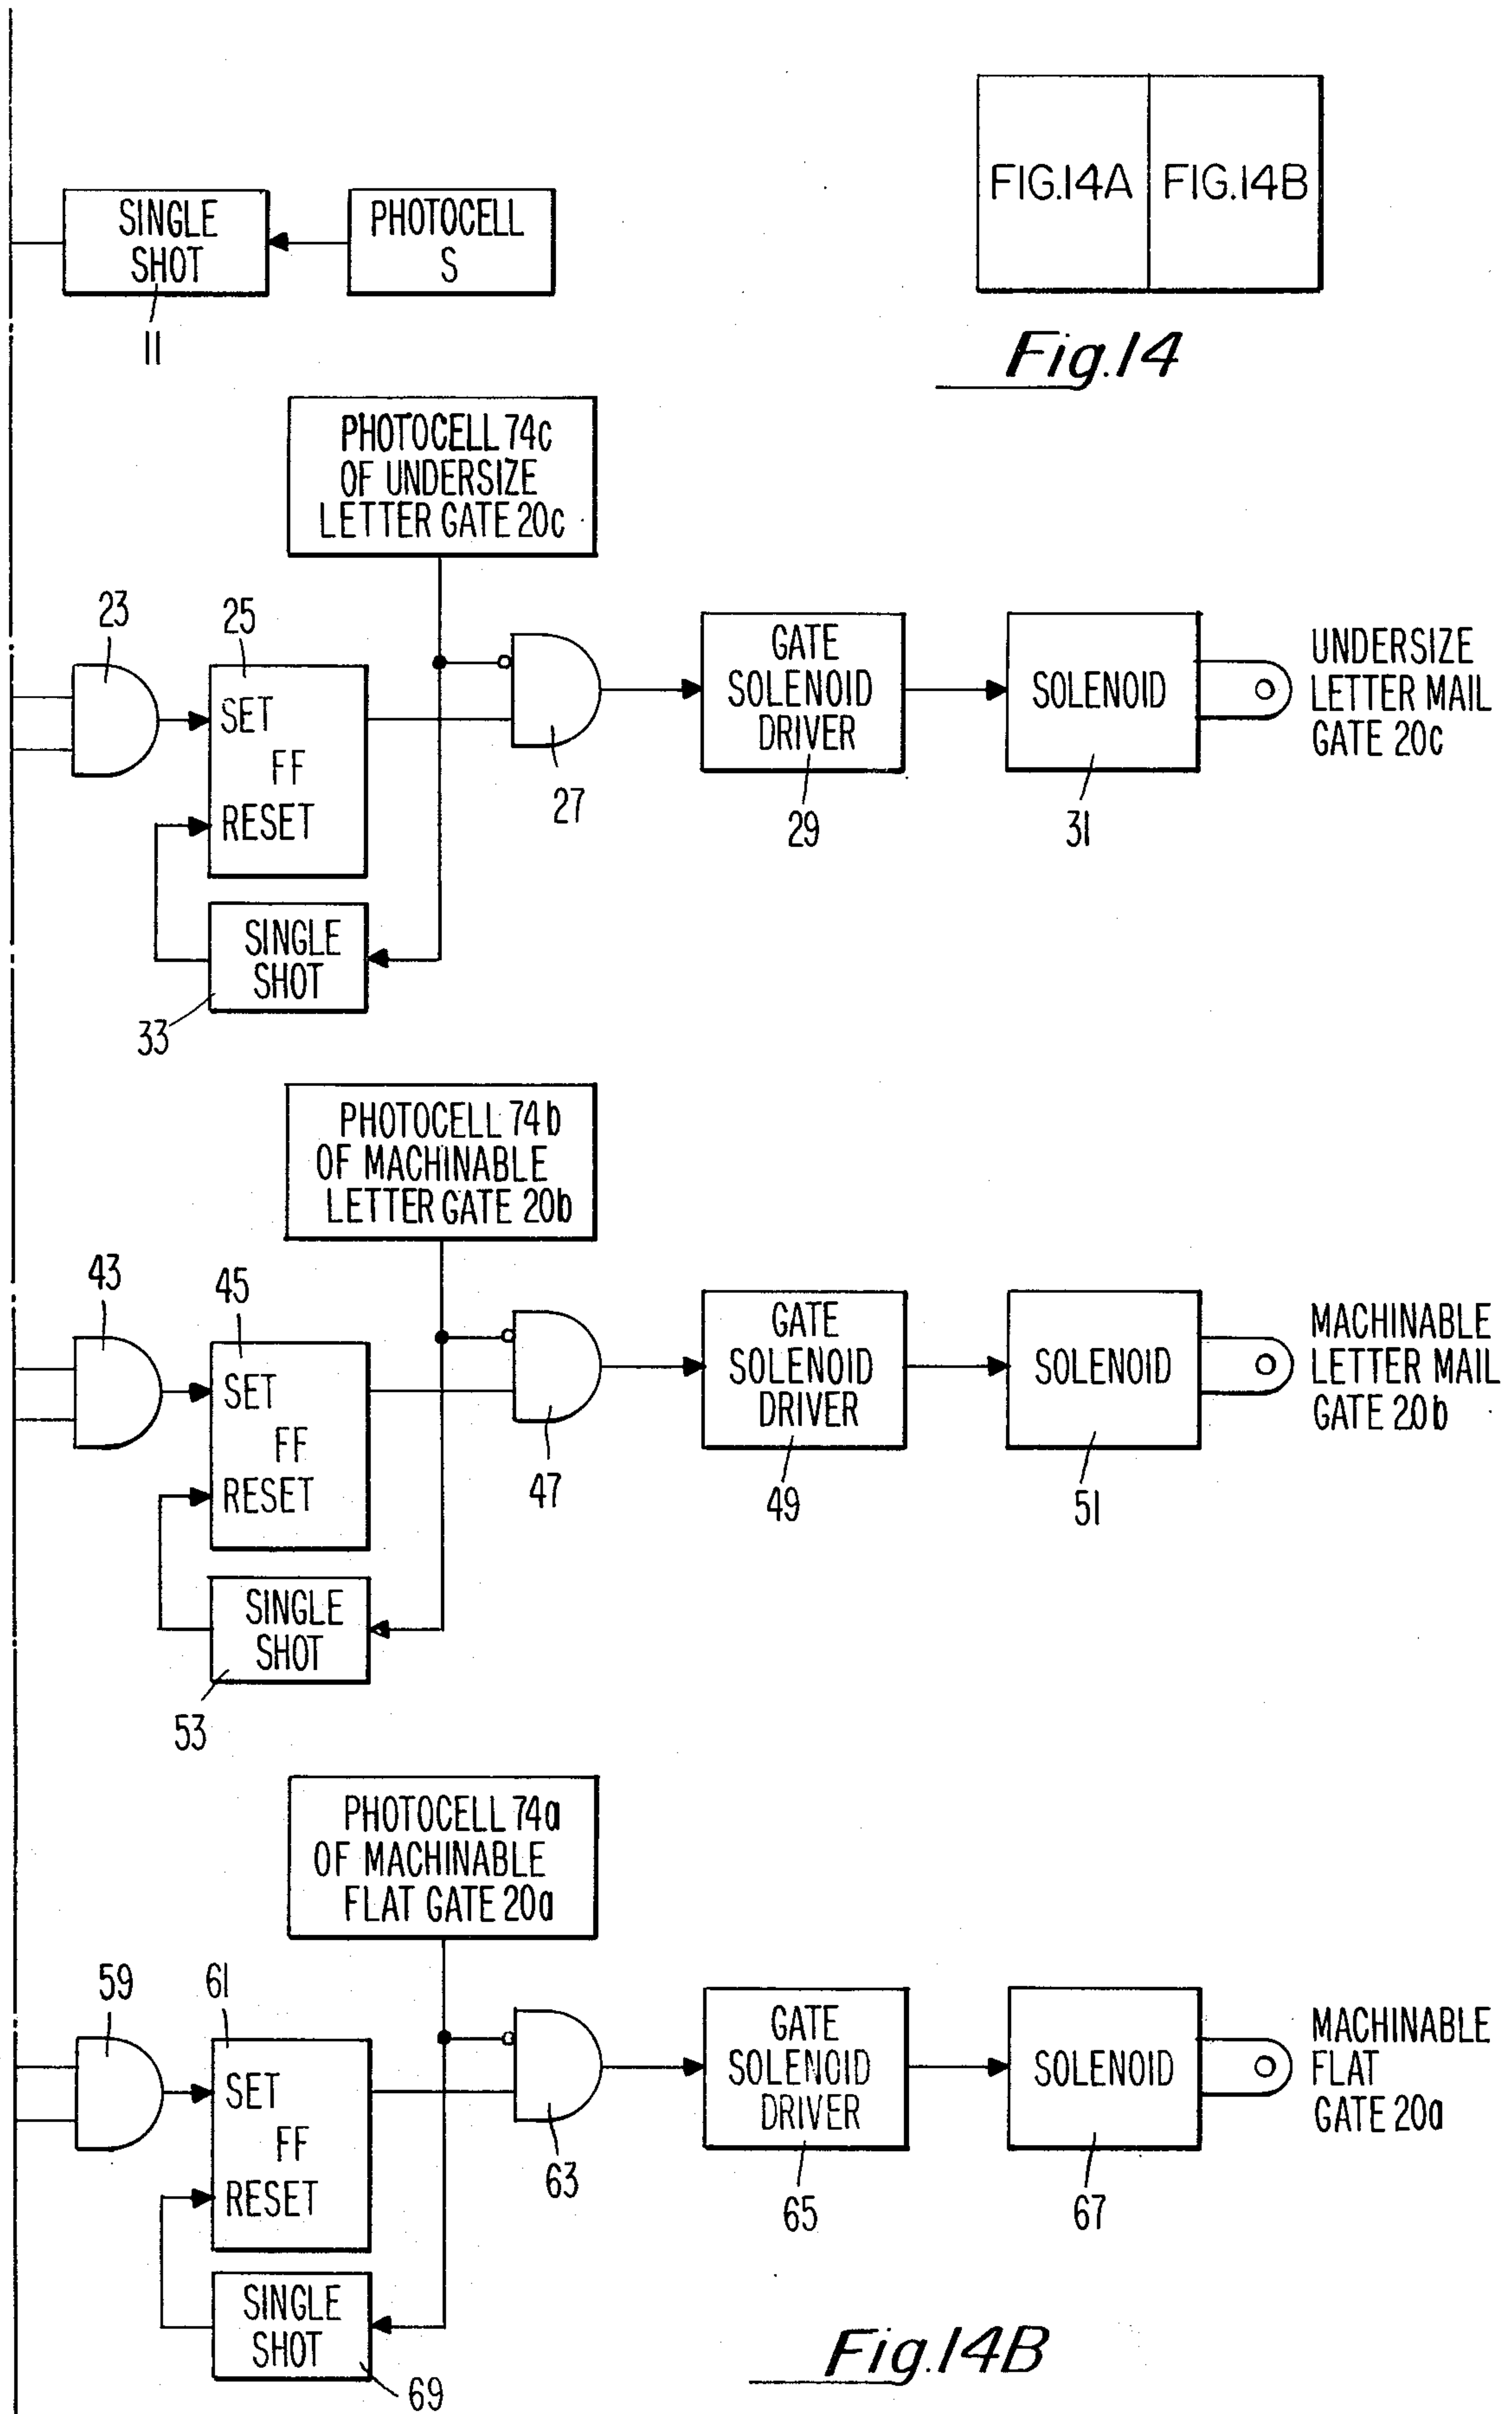 SINGLE
SHOT
11
PHOTOCELL
S
FIG.14A
FIG.14B
Fig.14
PHOTOCELL 74c
OF UNDERSIZE
LETTER GATE 20c
23
25
SET
FF
RESET
27
GATE
SOLENOID
DRIVER
29
SOLENOID
31
UNDERSIZE
LETTER MAIL
GATE 20c
SINGLE
SHOT
33
PHOTOCELL 74b
OF MACHINABLE
LETTER GATE 20b
43
45
SET
FF
RESET
47
GATE
SOLENOID
DRIVER
49
SOLENOID
51
MACHINABLE
LETTER MAIL
GATE 20b
SINGLE
SHOT
53
PHOTOCELL 74a
OF MACHINABLE
FLAT GATE 20a
59
61
SET
FF
RESET
63
GATE
SOLENOID
DRIVER
65
SOLENOID
67
MACHINABLE
FLAT
GATE 20a
SINGLE
SHOT
69
Fig.14B